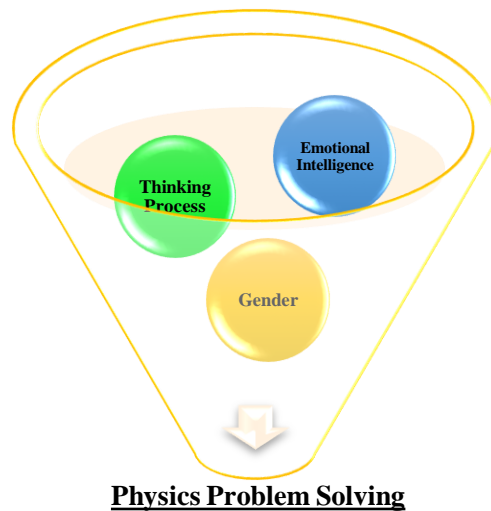 Emotional
Intelligence
Thinking
Process
Gender
Physics Problem Solving